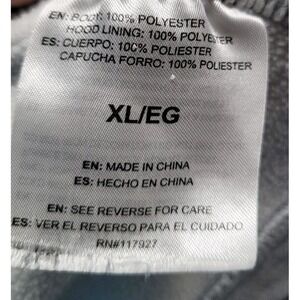 EN: BODY: 100% POLYESTER
HOOD LINING: 100% POLYESTER
ES: CUERPO: 100% POLIESTER
CAPUCHA FORRO: 100% POLIESTER
XL/EG
EN: MADE IN CHINA
ES: HECHO EN CHINA
EN: SEE REVERSE FOR CARE
ES: VER EL REVERSO PARA EL CUIDADO
RN#117927